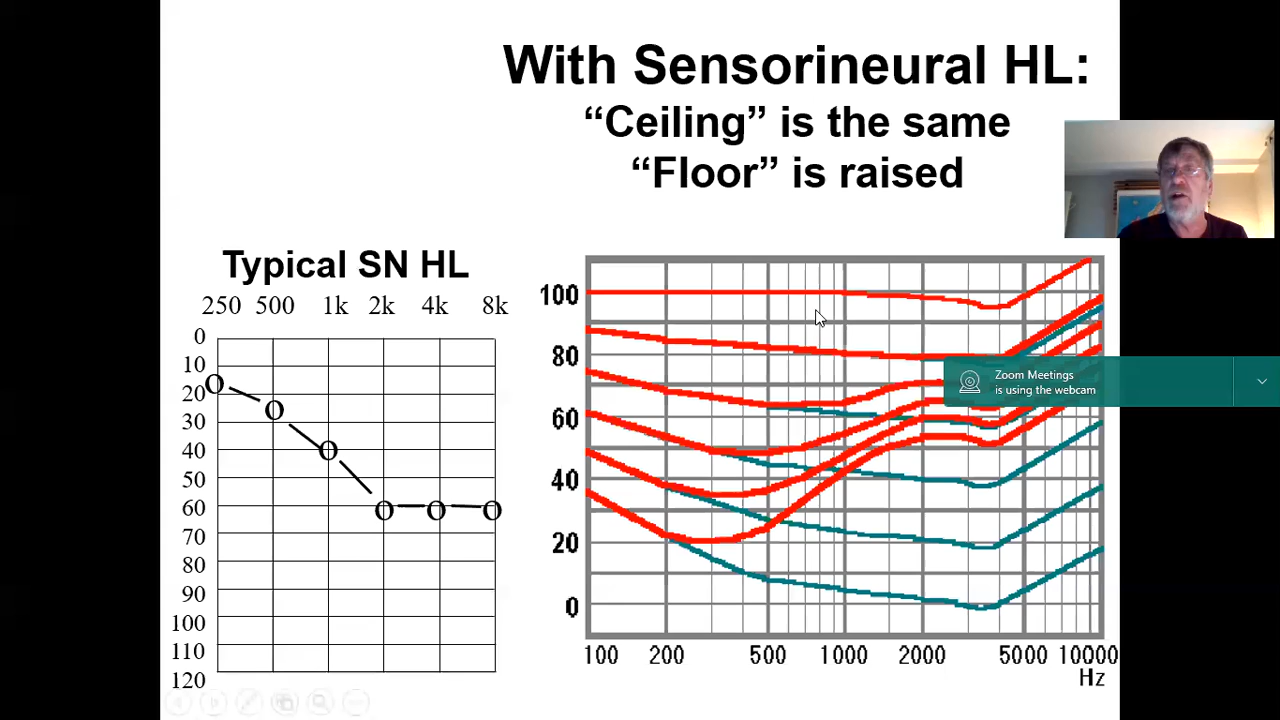 With Sensorineural HL:
“Ceiling” is the same
“Floor” is raised
Typical SN HL
250 500 1k 2k 4k 8k
0
10
20
30
40
50
60
70
80
90
100
110
120
100
80
60
40
20
0
100 200 500 1000 2000 5000 10000
Hz
Zoom Meetings
is using the webcam